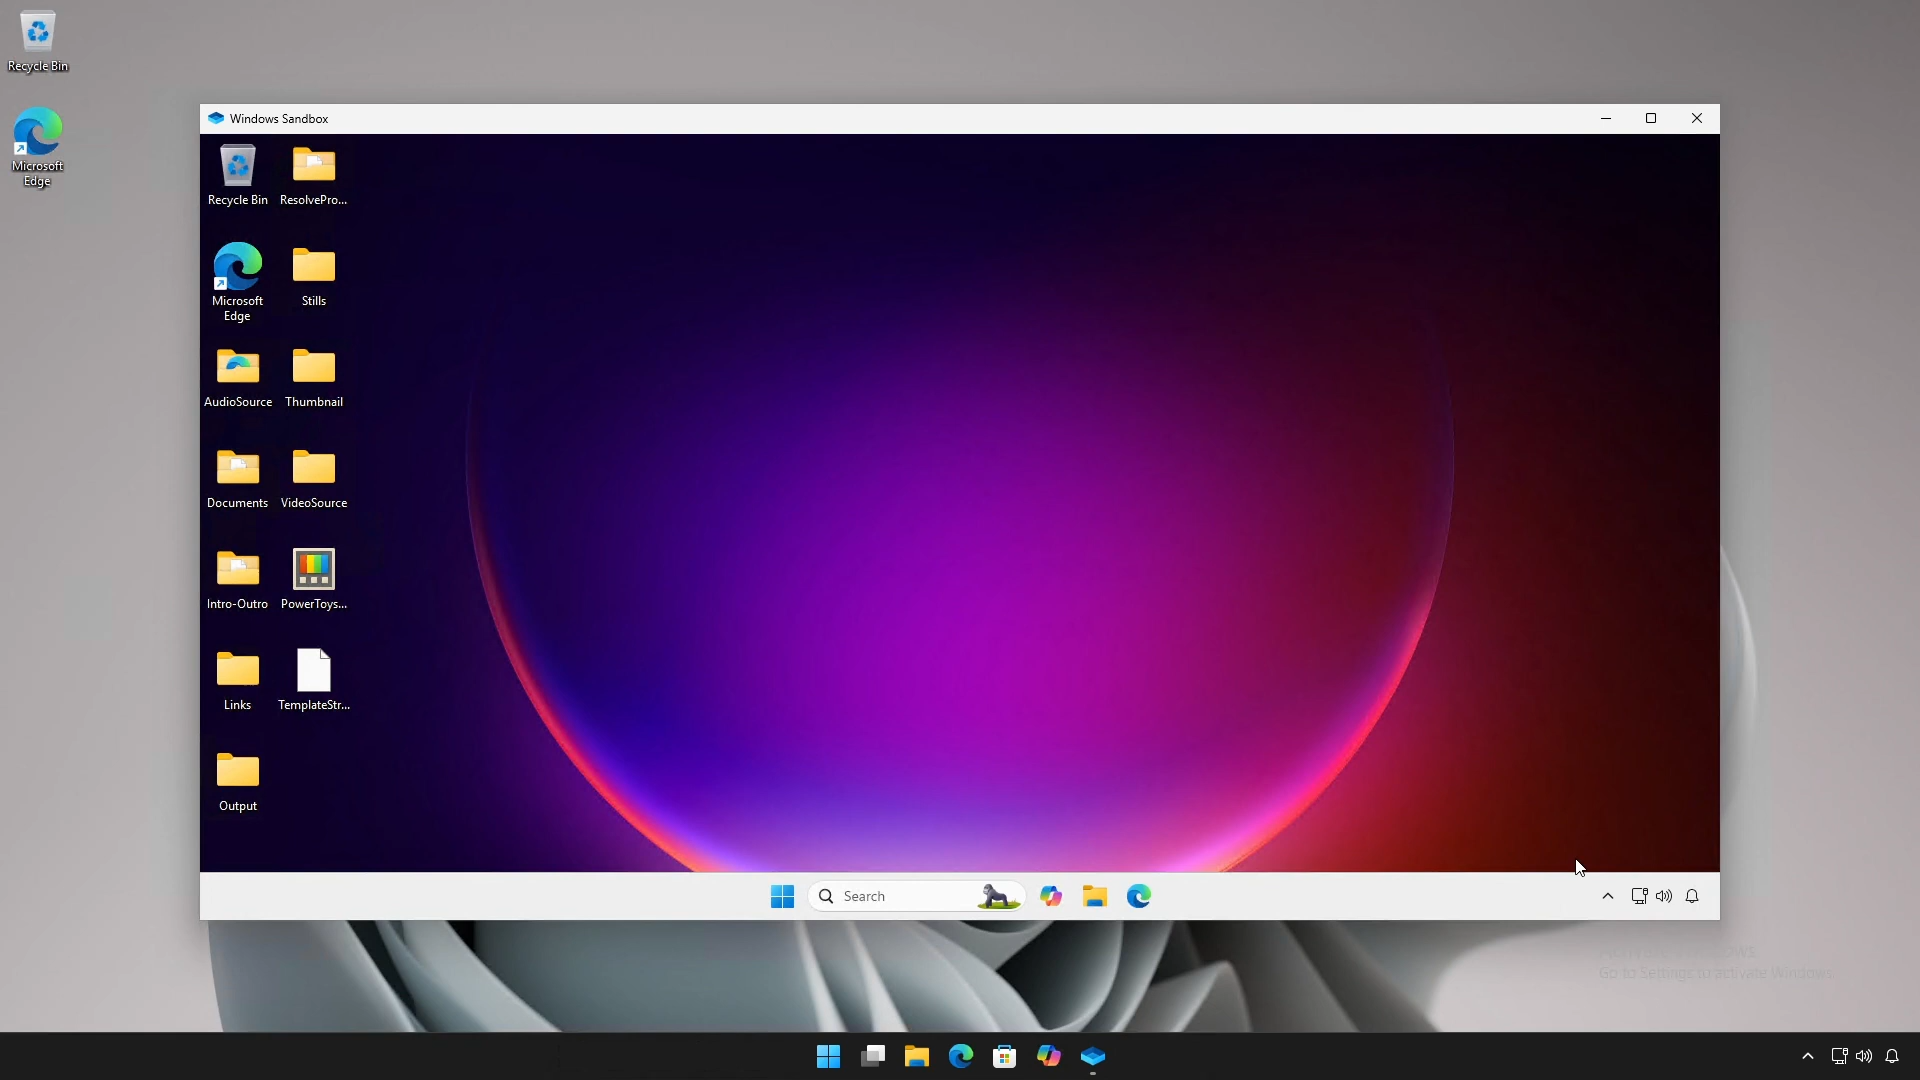 Recycle Bin
Microsoft
Edge
Windows Sandbox
Recycle Bin
ResolvePro...
Microsoft
Edge
Stills
AudioSource
Thumbnail
Documents
VideoSource
Intro-Outro
PowerToys...
Links
TemplateStr...
Output
Search
Go to Settings to activate Windows.